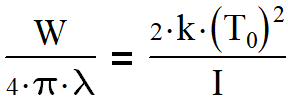 W / 4·π·λ = 2·k·(T₀)² / I